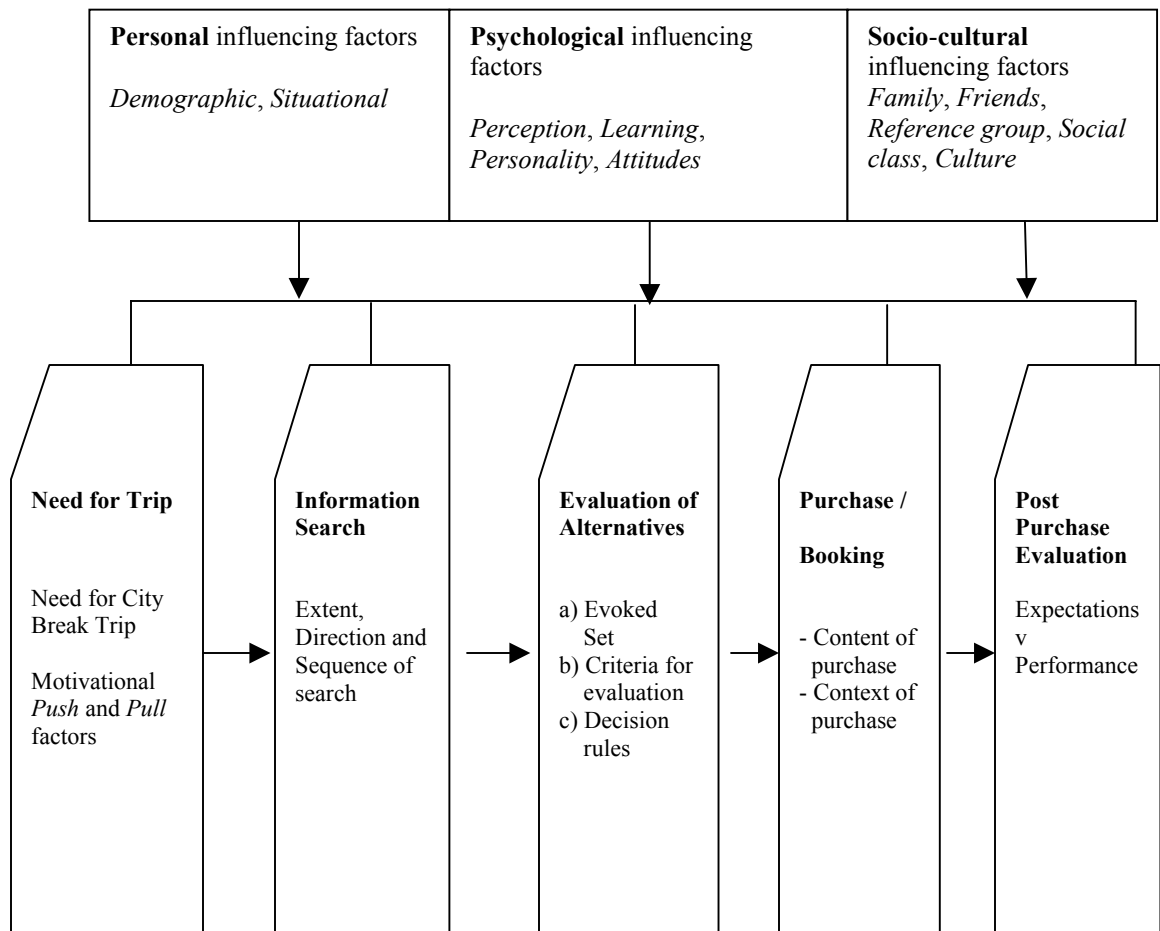 Personal influencing factors
Demographic, Situational
Psychological influencing
factors
Perception, Learning,
Personality, Attitudes
Socio-cultural
influencing factors
Family, Friends,
Reference group, Social
class, Culture
Need for Trip
Need for City
Break Trip
Motivational
Push and Pull
factors
Information
Search
Extent,
Direction and
Sequence of
search
Evaluation of
Alternatives
a) Evoked
Set
b) Criteria for
evaluation
c) Decision
rules
Purchase /
Booking
- Content of
purchase
- Context of
purchase
Post
Purchase
Evaluation
Expectations
v
Performance